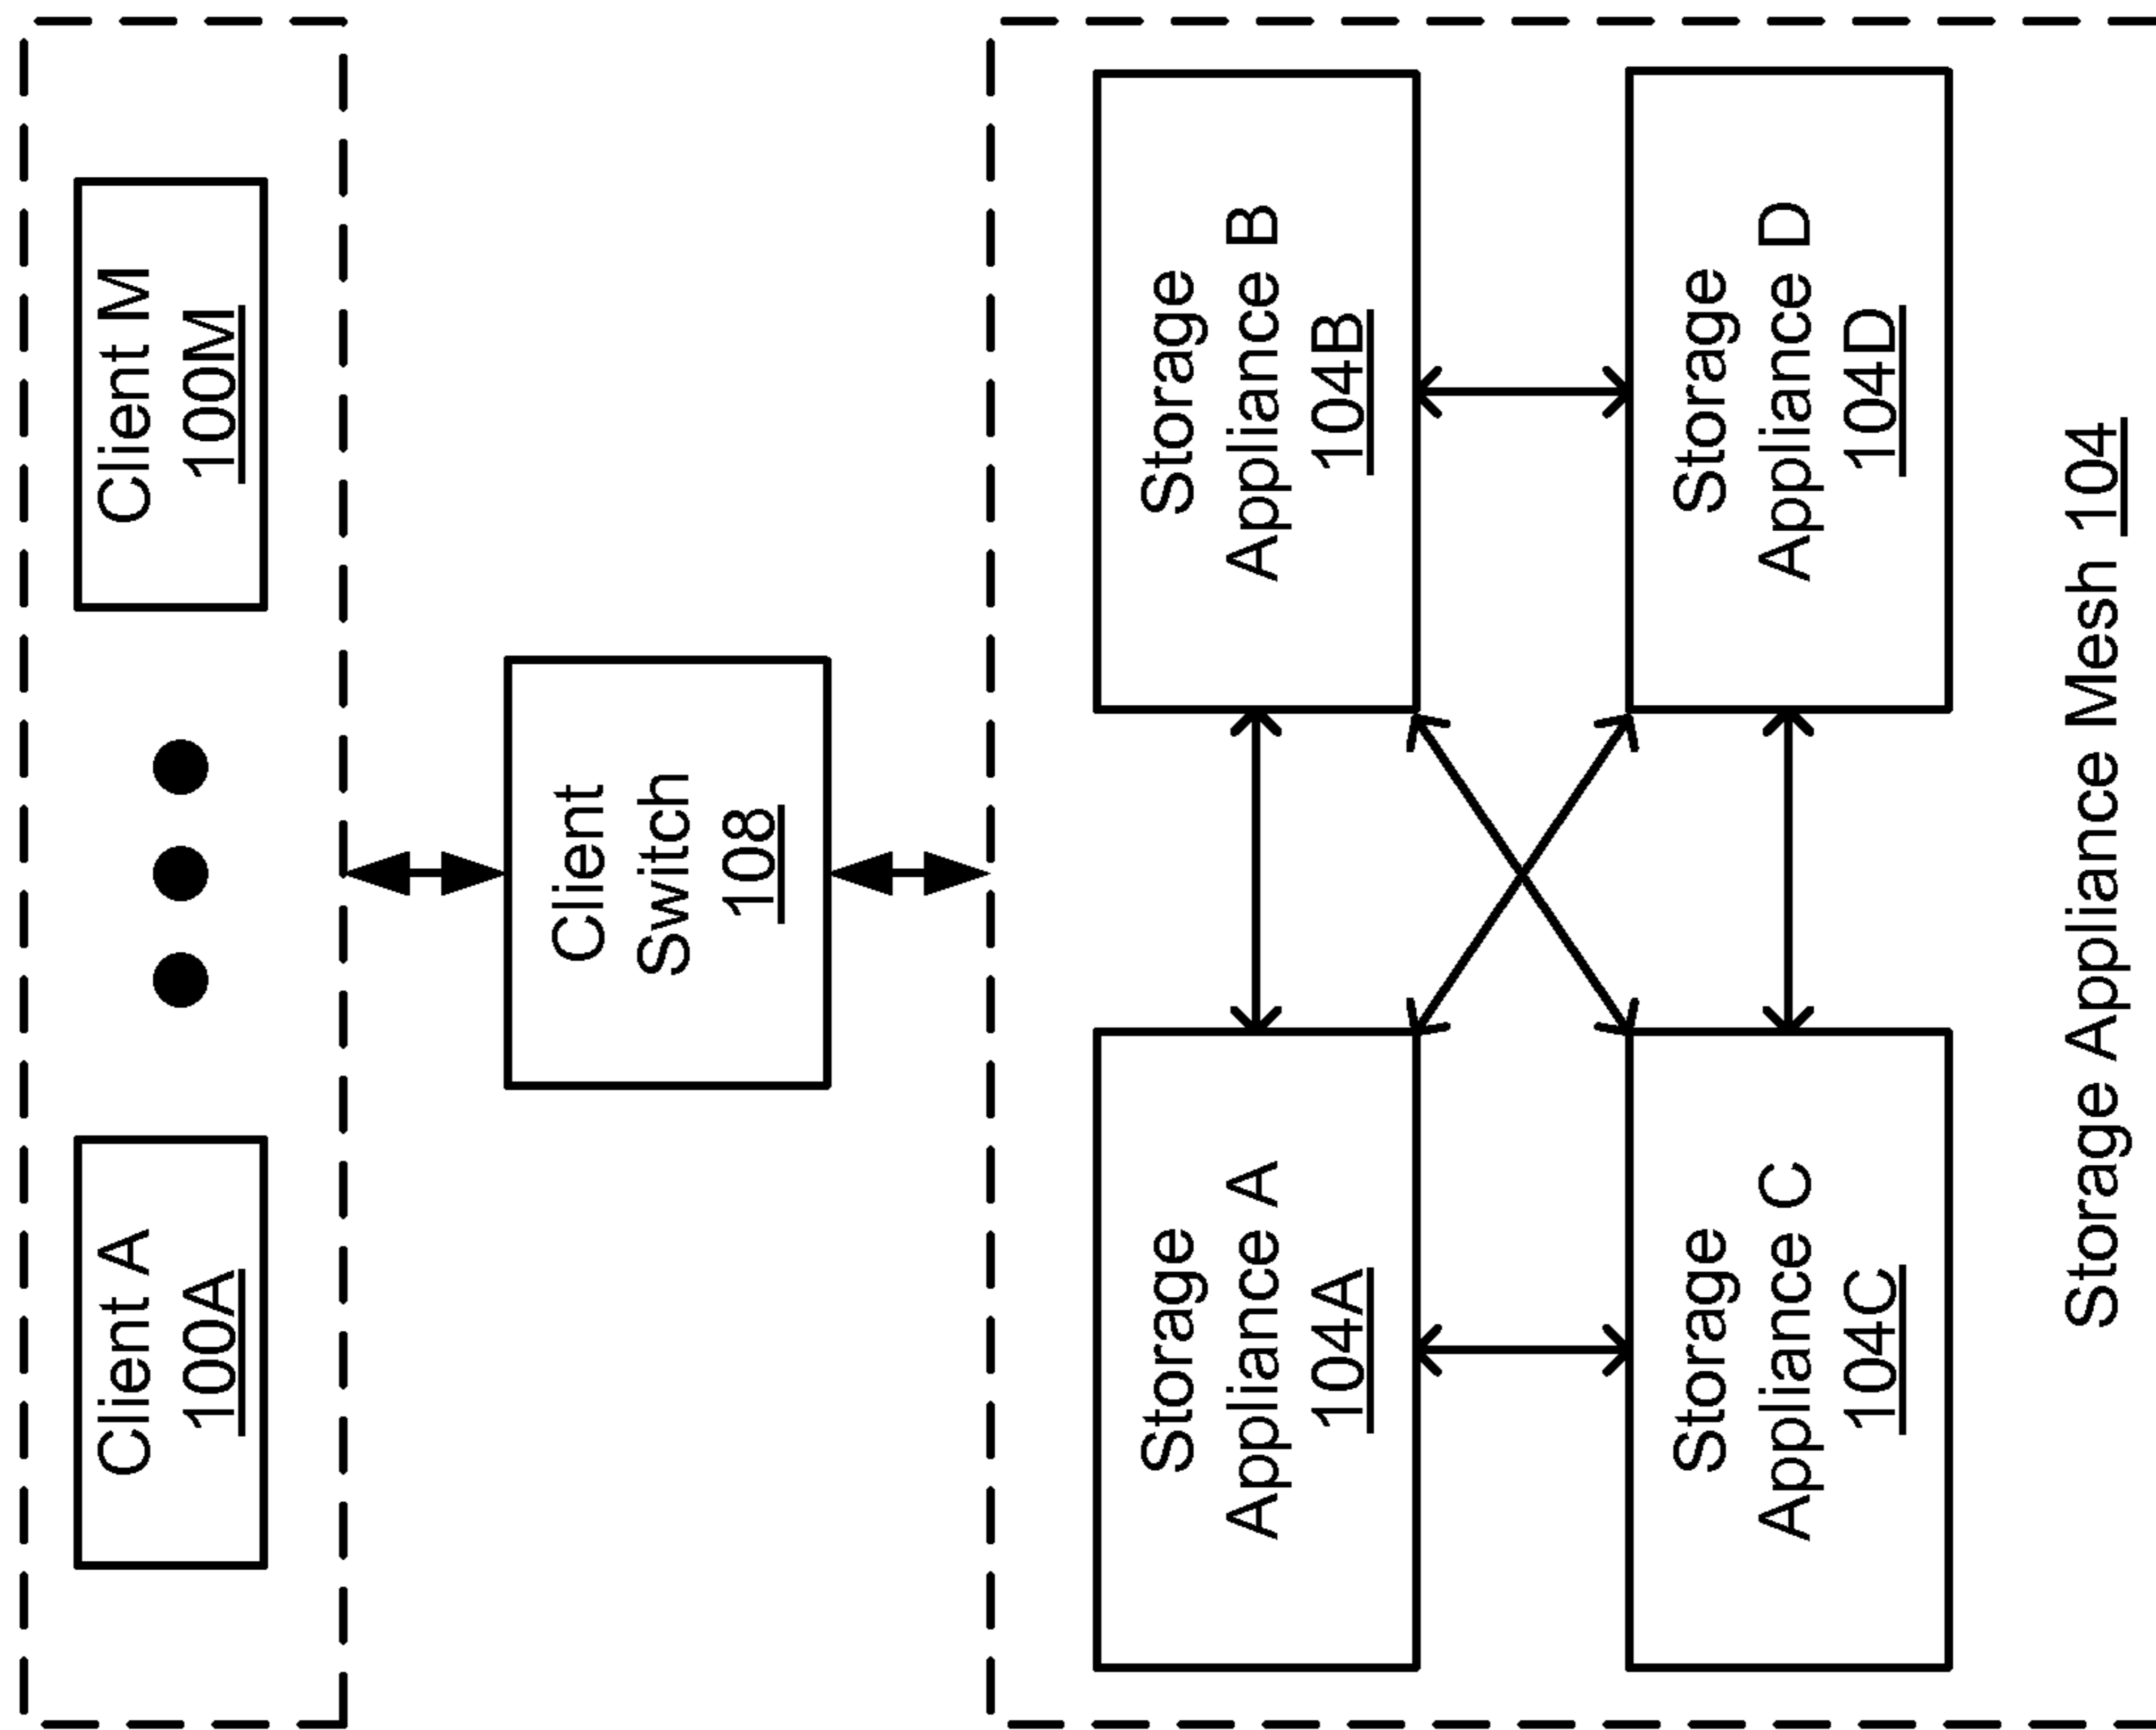 Client A
100A
Client M
100M
Client
Switch
108
Storage
Appliance A
104A
Storage
Appliance B
104B
Storage
Appliance C
104C
Storage
Appliance D
104D
Storage Appliance Mesh 104